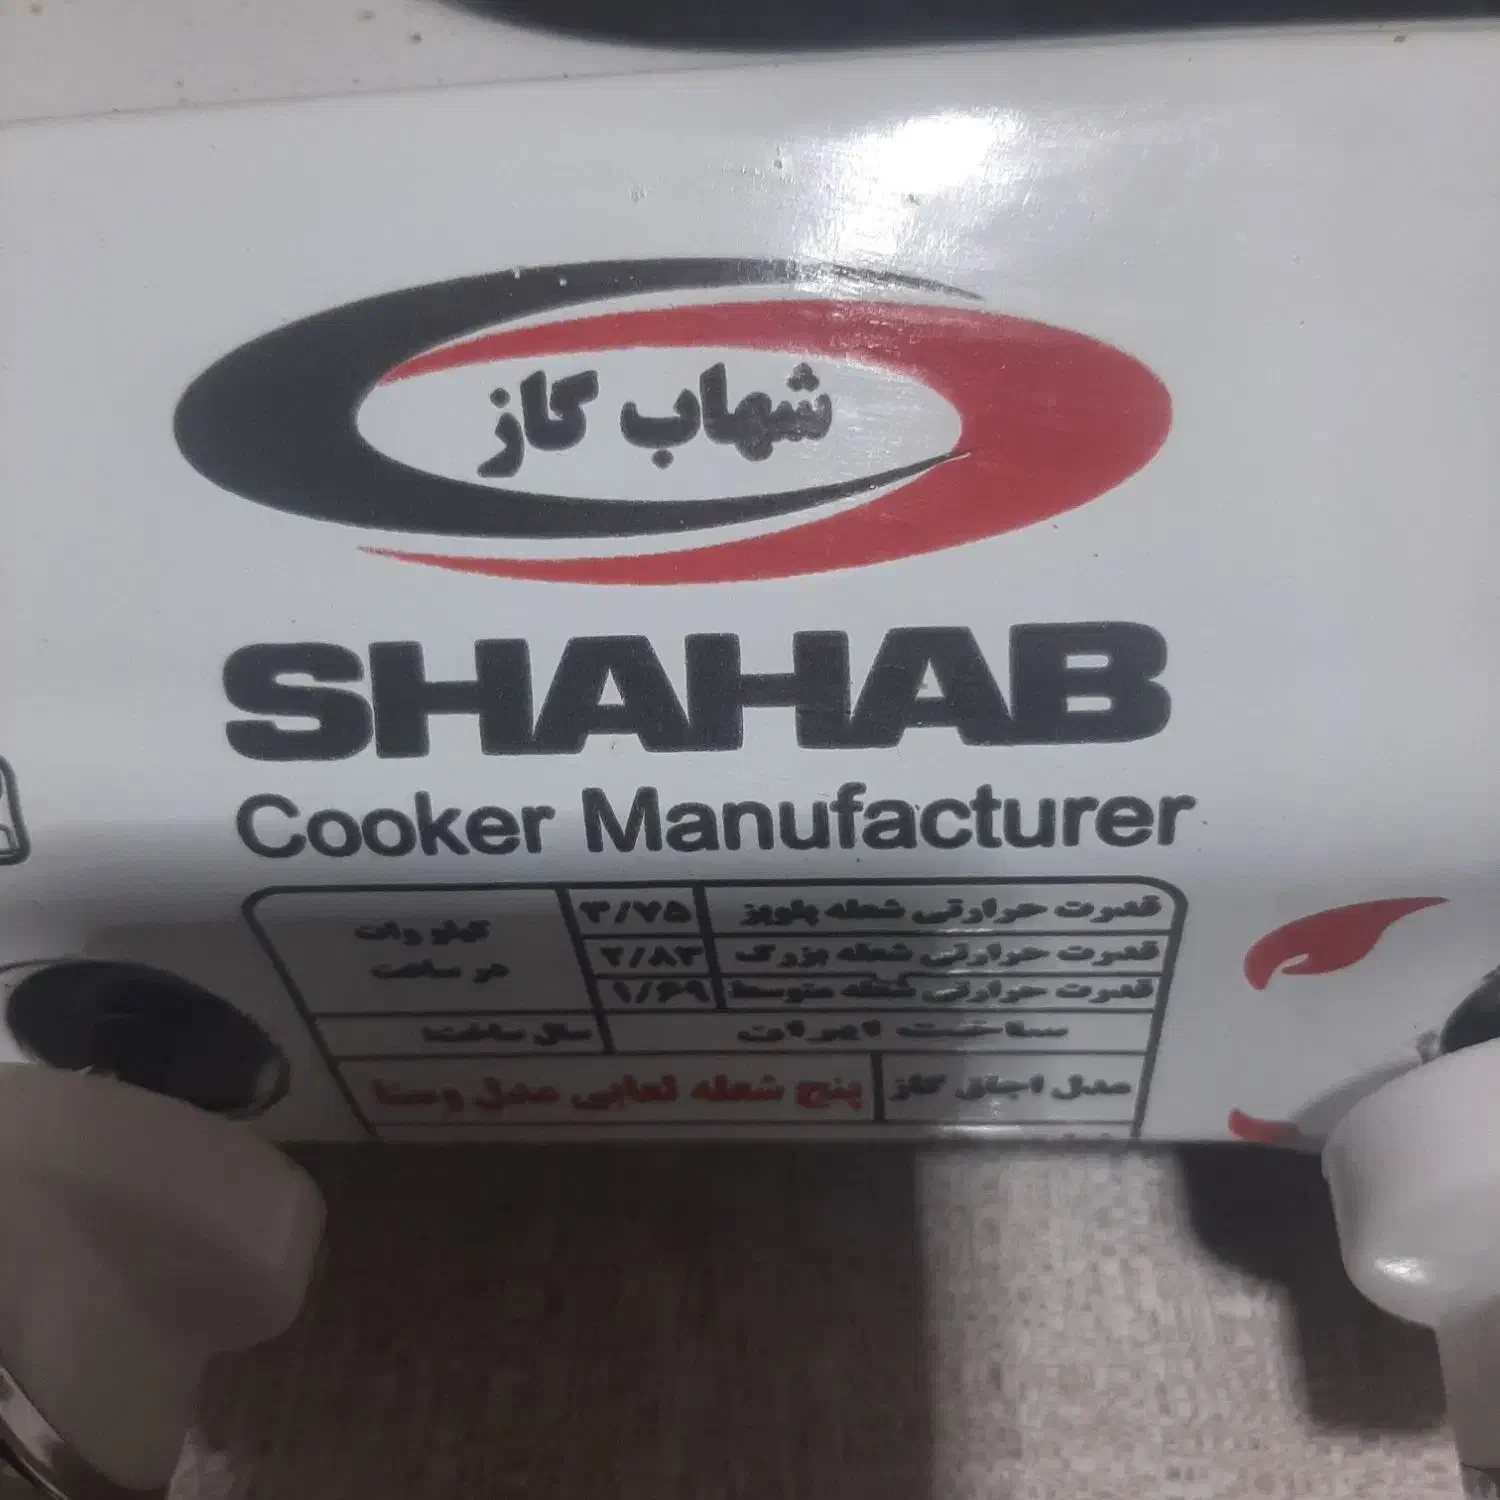 شهاب گاز
SHAHAB
Cooker Manufacturer
قدرت حرارتی شعله پلوپز ۳/۷۵
قدرت حرارتی شعله بزرگ ۲/۸۳
قدرت حرارتی شعله متوسط ۱/۶۹
کیلو وات
در ساعت
ساخت ایران سال ساخت:
مدل اجاق گاز پنج شعله لعابی مدل وستا